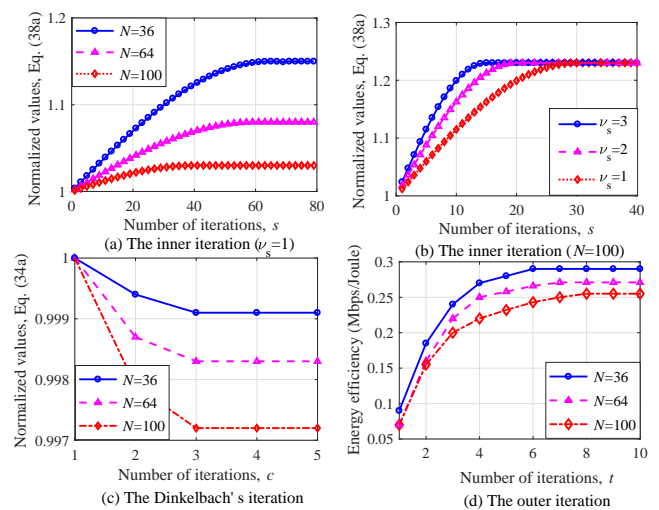 1.2
1.1
1
Normalized values, Eq. (38a)
N=36
N=64
N=100
0 20 40 60 80
Number of iterations, s
(a) The inner iteration (νs=1)
1.3
1.2
1.1
1
Normalized values, Eq. (38a)
νs=3
νs=2
νs=1
0 10 20 30 40
Number of iterations, s
(b) The inner iteration (N=100)
1
0.999
0.998
0.997
Normalized values, Eq. (34a)
N=36
N=64
N=100
1 2 3 4 5
Number of iterations, c
(c) The Dinkelbach' s iteration
0.3
0.25
0.2
0.15
0.1
0.05
Energy efficiency (Mbps/Joule)
N=36
N=64
N=100
2 4 6 8 10
Number of iterations, t
(d) The outer iteration